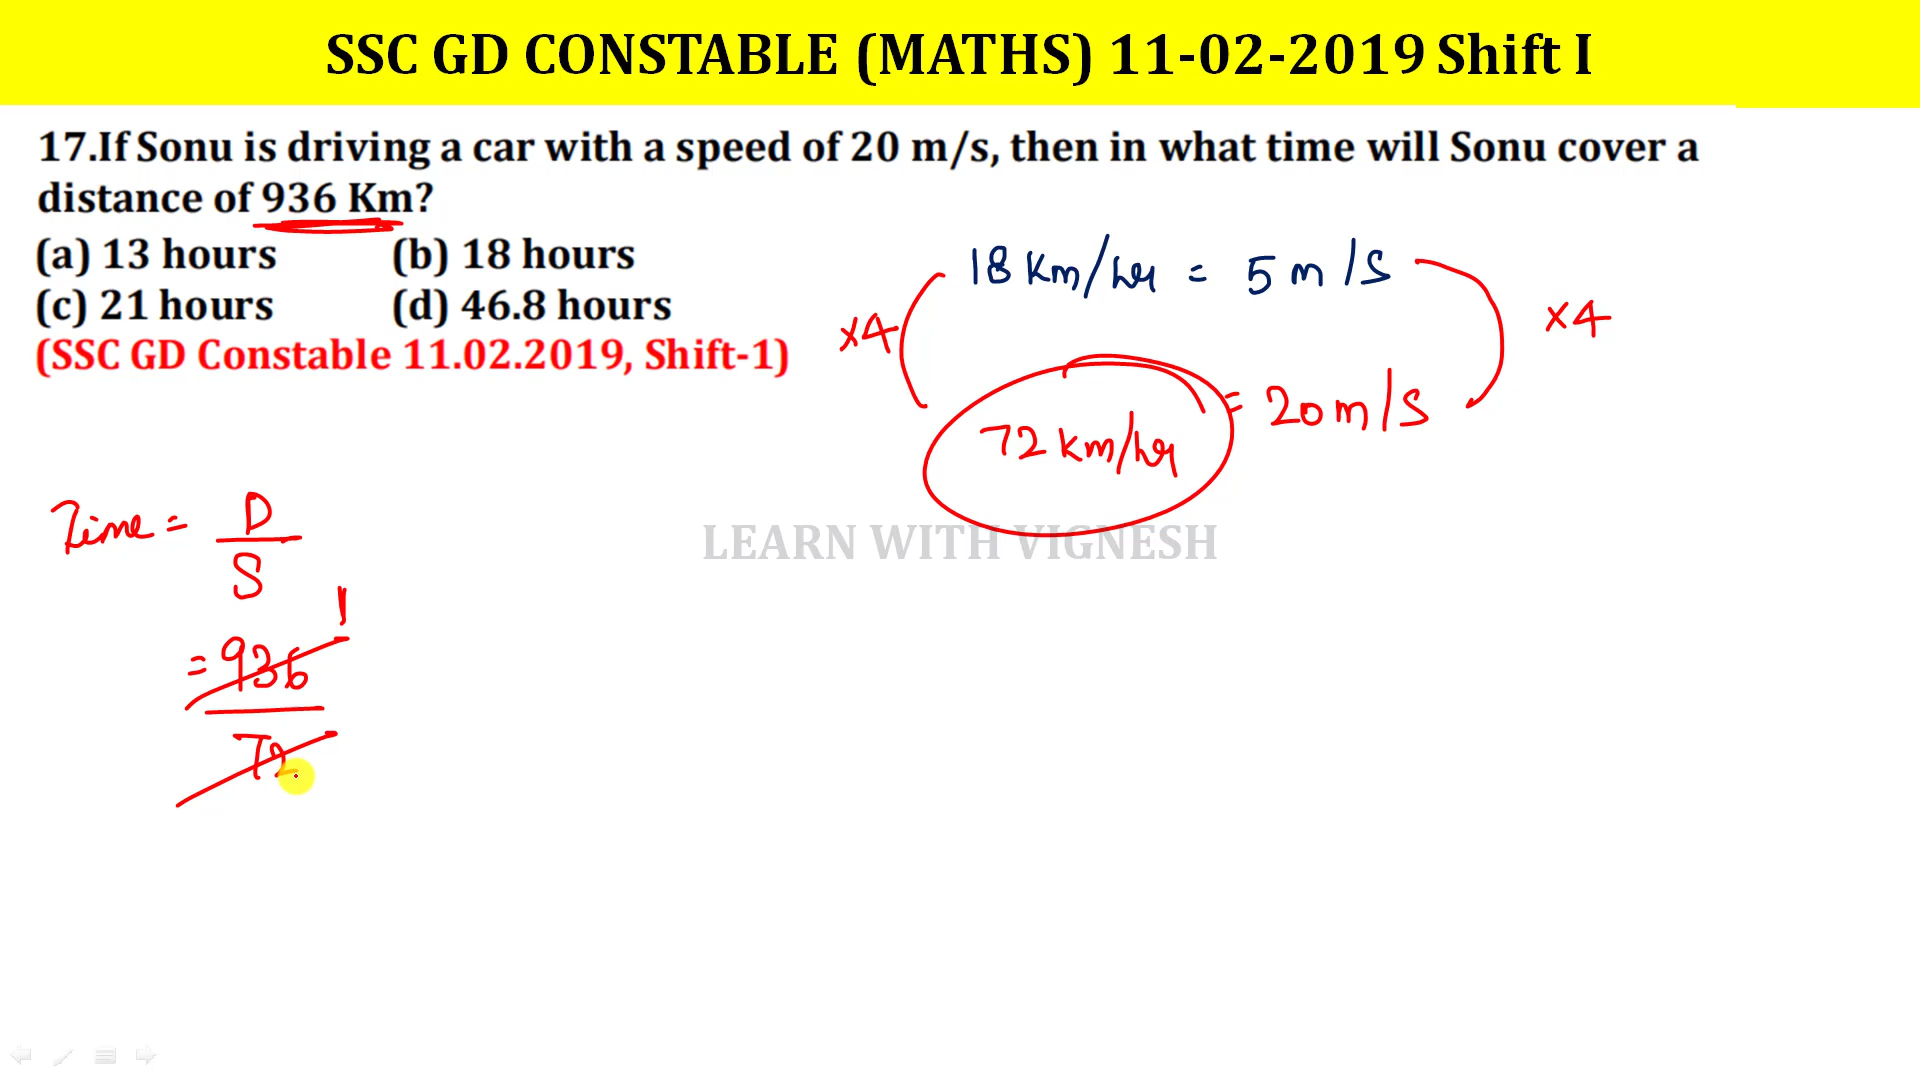 SSC GD CONSTABLE (MATHS) 11-02-2019 Shift I
17.If Sonu is driving a car with a speed of 20 m/s, then in what time will Sonu cover a
distance of 936 Km?
(a) 13 hours (b) 18 hours
(c) 21 hours (d) 46.8 hours
(SSC GD Constable 11.02.2019, Shift-1)
18 km/hr = 5 m/s
×4 ×4
72 km/hr = 20 m/s
Time = D
S
LEARN WITH VIGNESH
1
= 936
72